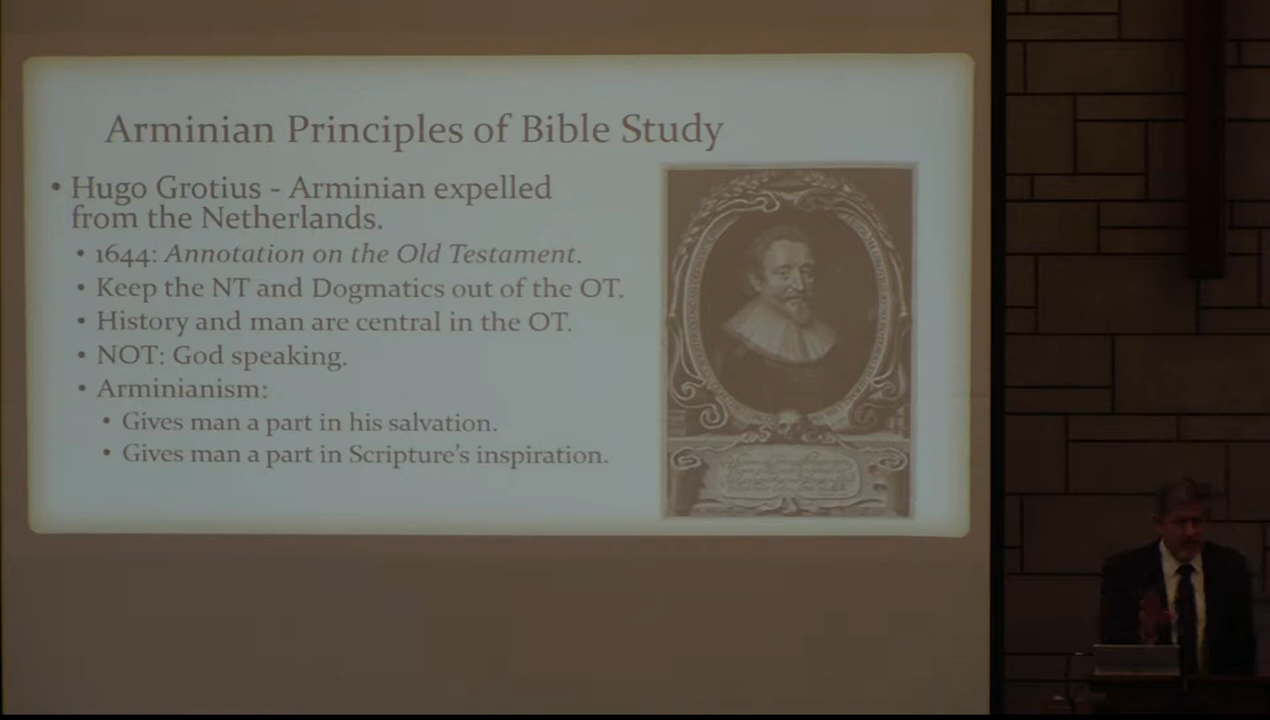 Arminian Principles of Bible Study
• Hugo Grotius - Arminian expelled
from the Netherlands.
• 1644: Annotation on the Old Testament.
• Keep the NT and Dogmatics out of the OT.
• History and man are central in the OT.
• NOT: God speaking.
• Arminianism:
• Gives man a part in his salvation.
• Gives man a part in Scripture's inspiration.